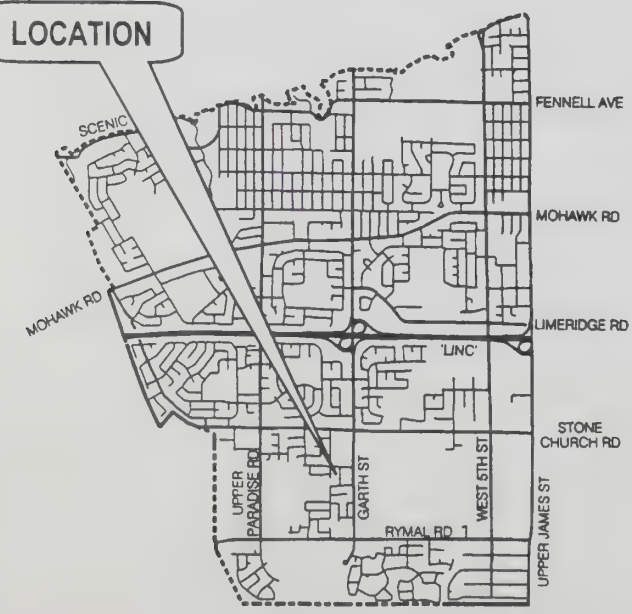 LOCATION
FENNELL AVE
SCENIC
MOHAWK RD
MOHAWK RD
LIMERIDGE RD
'LINC'
STONE
CHURCH RD
UPPER
PARADISE RD
GARTH ST
WEST 5TH ST
UPPER JAMES ST
RYMAL RD